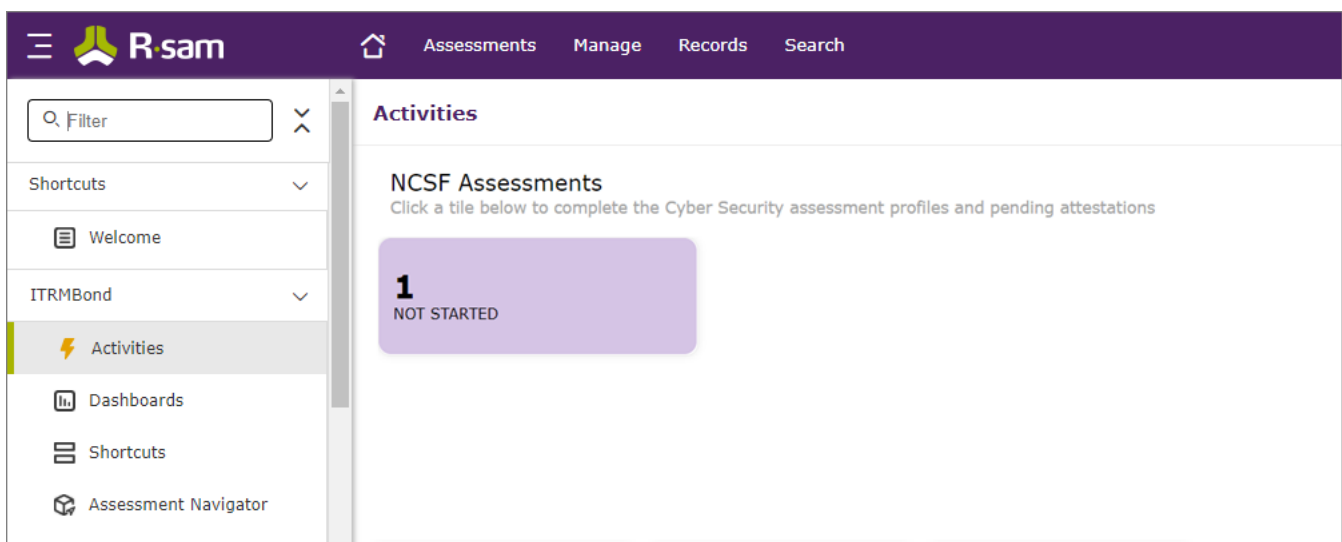 R·sam
Assessments Manage Records Search
Filter
Shortcuts
Welcome
ITRMBond
Activities
Dashboards
Shortcuts
Assessment Navigator
Activities
NCSF Assessments
Click a tile below to complete the Cyber Security assessment profiles and pending attestations
1
NOT STARTED